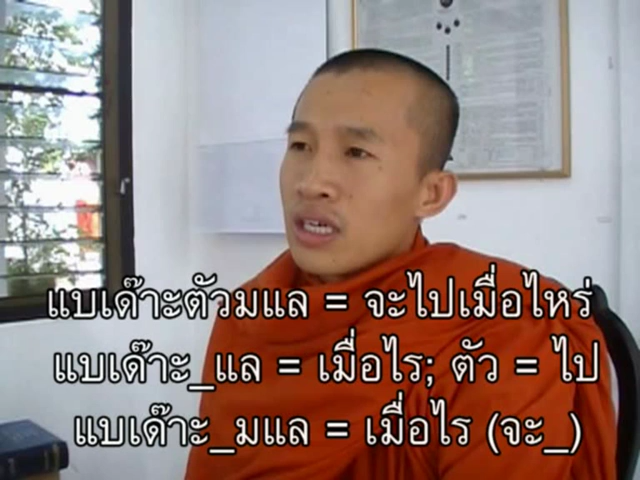 แบเด๊าะตัวมแล = จะไปเมื่อไหร่
แบเด๊าะ_แล = เมื่อไร; ตัว = ไป
แบเด๊าะ_มแล = เมื่อไร (จะ_)